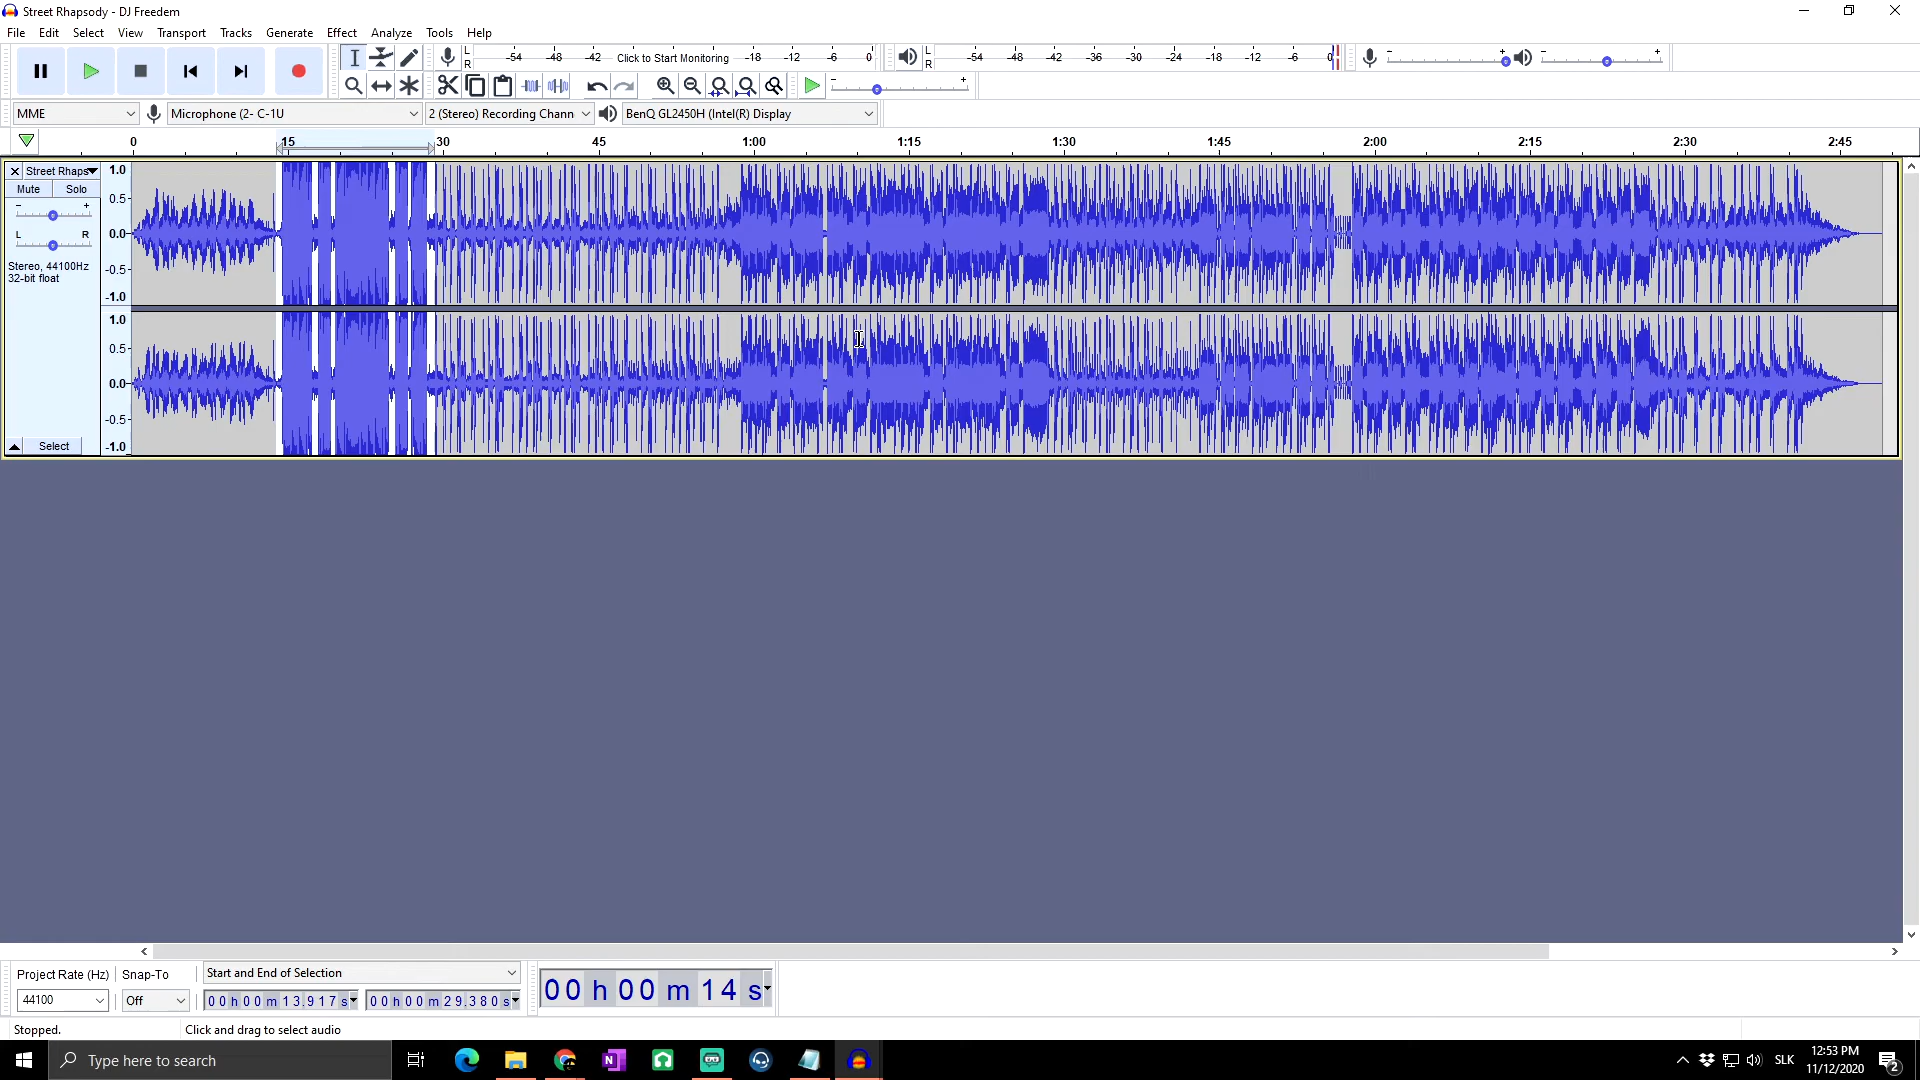 Street Rhapsody - DJ Freedem
File Edit Select View Transport Tracks Generate Effect Analyze Tools Help
L R -54 -48 -42 Click to Start Monitoring -18 -12 -6 0 L R -54 -48 -42 -36 -30 -24 -18 -12 -6 0 - + - +
- +
MME Microphone (2- C-1U 2 (Stereo) Recording Chann BenQ GL2450H (Intel(R) Display
0 15 30 45 1:00 1:15 1:30 1:45 2:00 2:15 2:30 2:45
Street Rhaps 1.0
Mute Solo
0.5
- +
L R 0.0
Stereo, 44100Hz -0.5
32-bit float
-1.0
1.0
0.5
0.0
-0.5
Select -1.0
Project Rate (Hz) Snap-To Start and End of Selection
44100 Off 00h00m13.917s 00h00m29.380s 00h00m14s
Stopped. Click and drag to select audio
Type here to search SLK 12:53 PM
11/12/2020 2